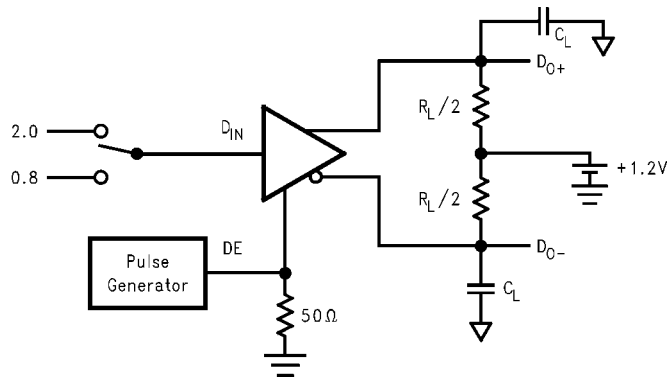 C_L
D_O+
R_L/2
2.0
D_IN
+1.2V
0.8
R_L/2
DE
D_O-
Pulse
Generator
50Ω
C_L